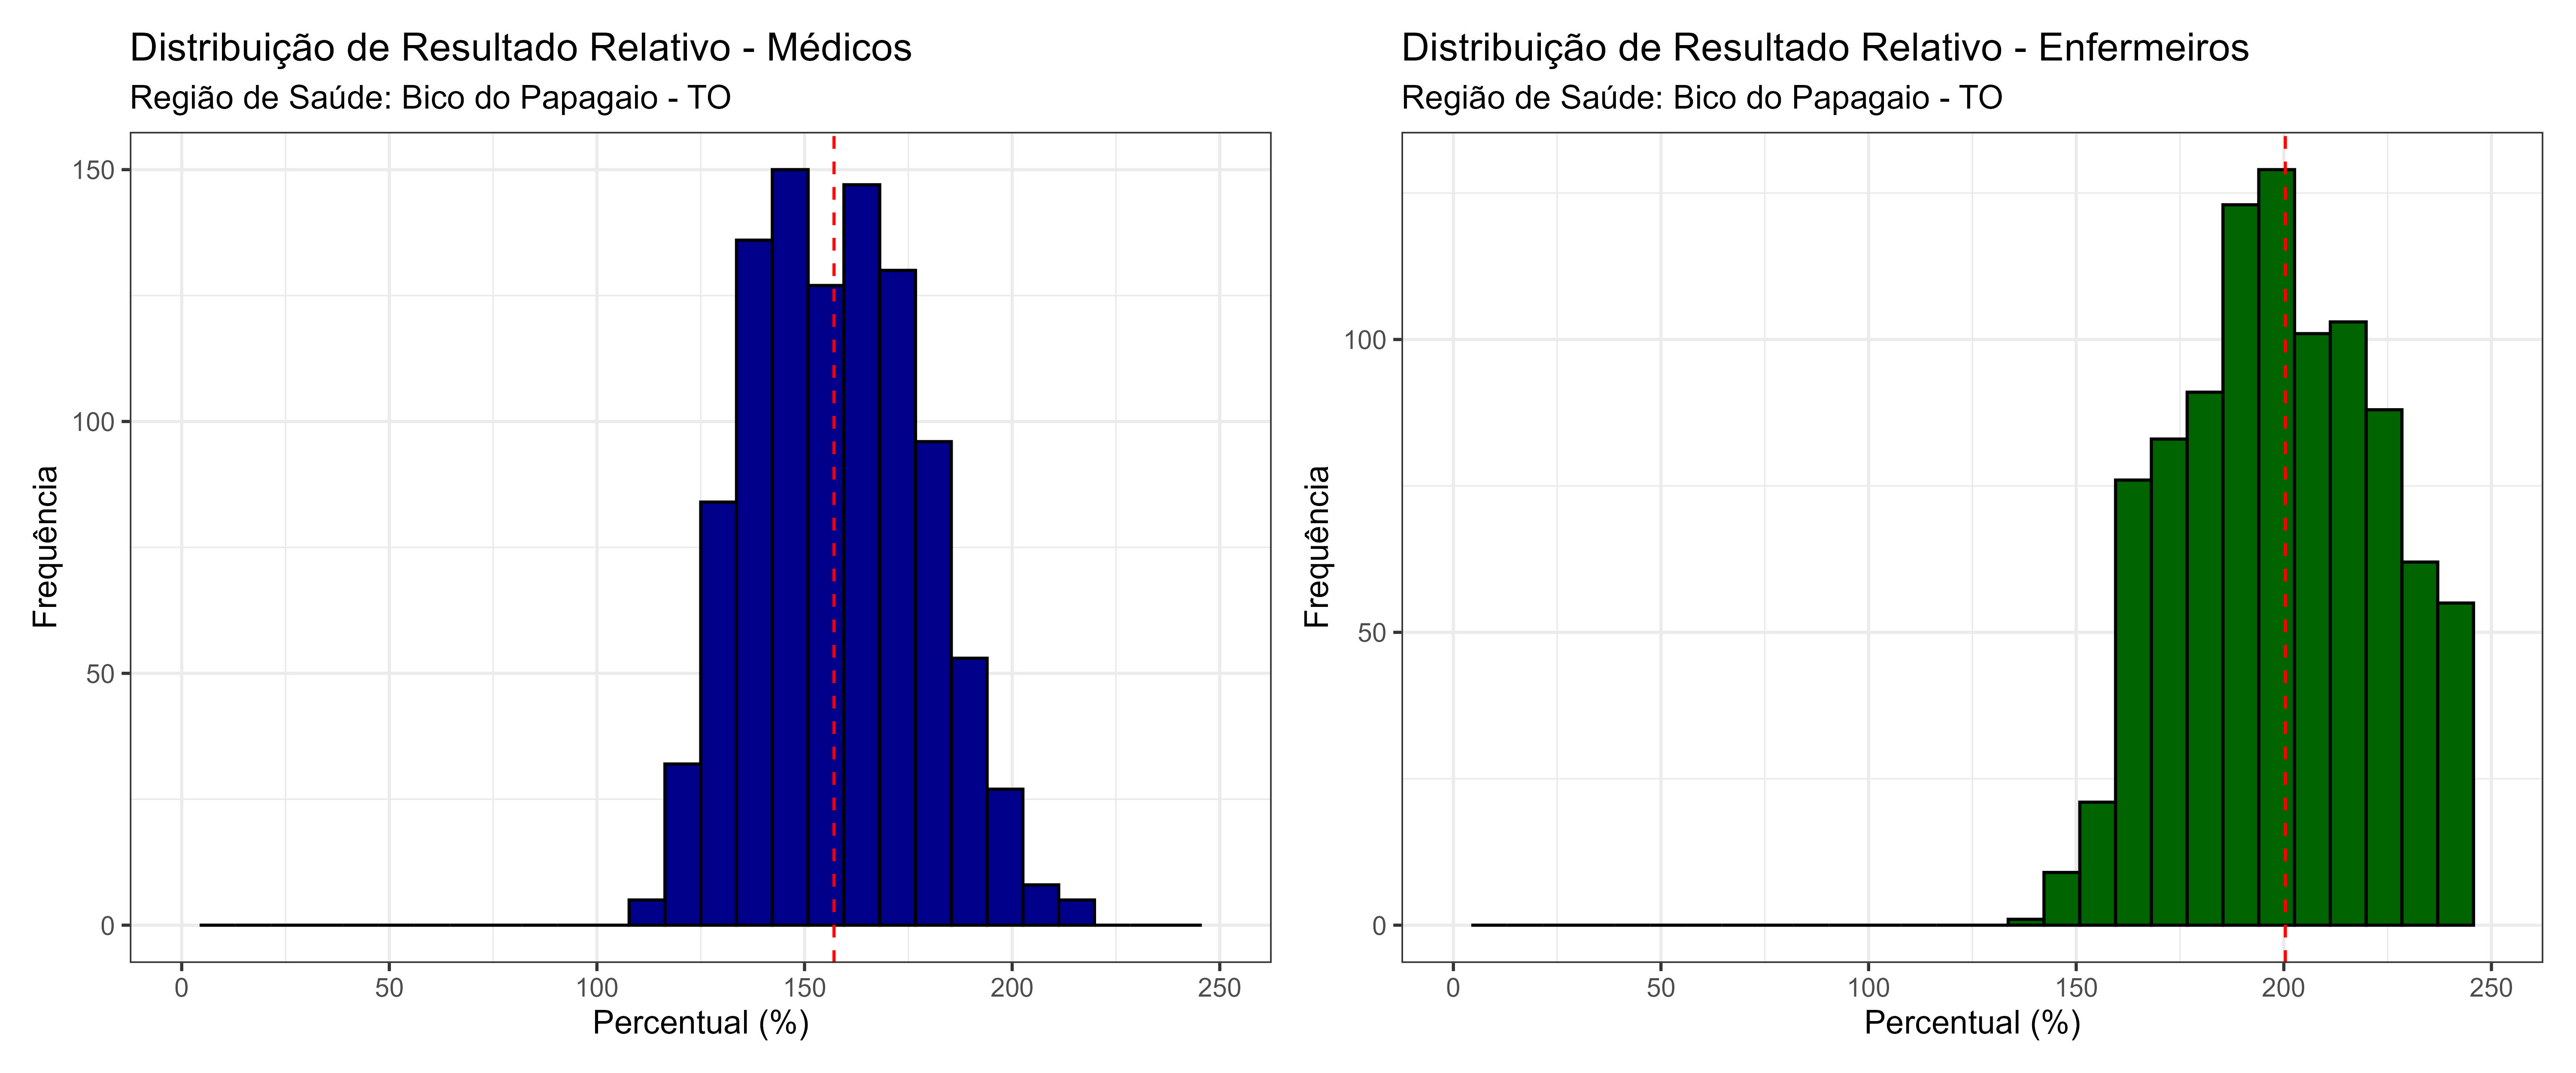 Distribuição de Resultado Relativo - Médicos
Região de Saúde: Bico do Papagaio - TO
Frequência
150
100
50
0
0 50 100 150 200 250
Percentual (%)
Distribuição de Resultado Relativo - Enfermeiros
Região de Saúde: Bico do Papagaio - TO
Frequência
100
50
0
0 50 100 150 200 250
Percentual (%)